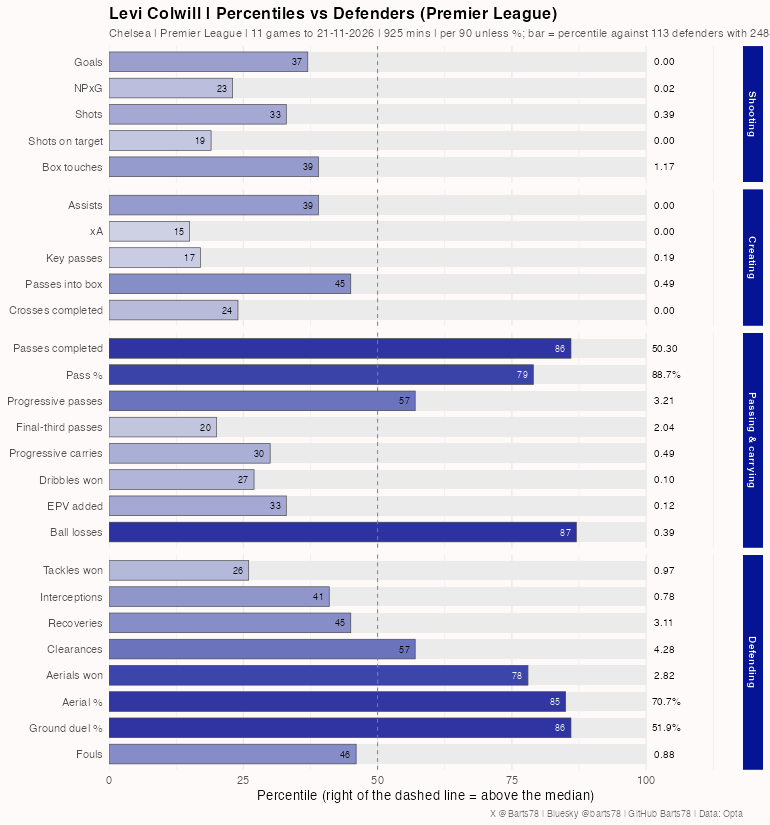 Levi Colwill | Percentiles vs Defenders (Premier League)
Chelsea | Premier League | 11 games to 21-11-2026 | 925 mins | per 90 unless %; bar = percentile against 113 defenders with 248
Goals 37 0.00
NPxG 23 0.02
Shots 33 0.39
Shots on target 19 0.00
Box touches 39 1.17
Shooting
Assists 39 0.00
xA 15 0.00
Key passes 17 0.19
Passes into box 45 0.49
Crosses completed 24 0.00
Creating
Passes completed 86 50.30
Pass % 79 88.7%
Progressive passes 57 3.21
Final-third passes 20 2.04
Progressive carries 30 0.49
Dribbles won 27 0.10
EPV added 33 0.12
Ball losses 87 0.39
Passing & carrying
Tackles won 26 0.97
Interceptions 41 0.78
Recoveries 45 3.11
Clearances 57 4.28
Aerials won 78 2.82
Aerial % 85 70.7%
Ground duel % 86 51.9%
Fouls 46 0.88
Defending
0 25 50 75 100
Percentile (right of the dashed line = above the median)
X @Barts78 | Bluesky @barts78 | GitHub Barts78 | Data: Opta